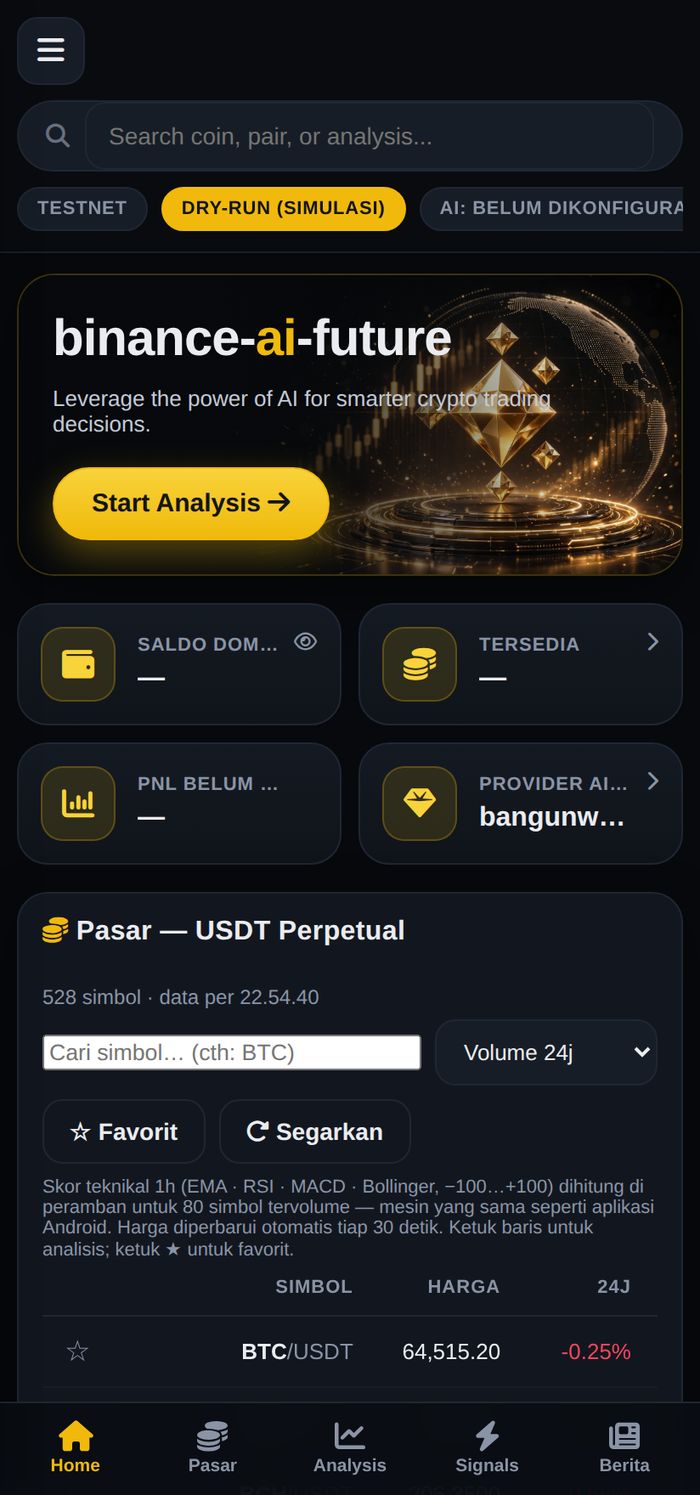 Search coin, pair, or analysis...
TESTNET
DRY-RUN (SIMULASI)
AI: BELUM DIKONFIGURA
binance-ai-future
Leverage the power of AI for smarter crypto trading
decisions.
Start Analysis →
SALDO DOM...
—
TERSEDIA
—
PNL BELUM ...
—
PROVIDER AI...
bangunw...
Pasar — USDT Perpetual
528 simbol · data per 22.54.40
Cari simbol… (cth: BTC)
Volume 24j
☆ Favorit
Segarkan
Skor teknikal 1h (EMA · RSI · MACD · Bollinger, −100…+100) dihitung di
peramban untuk 80 simbol tervolume — mesin yang sama seperti aplikasi
Android. Harga diperbarui otomatis tiap 30 detik. Ketuk baris untuk
analisis; ketuk ★ untuk favorit.
SIMBOL HARGA 24J
☆ BTC/USDT 64,515.20 -0.25%
Home
Pasar
Analysis
Signals
Berita